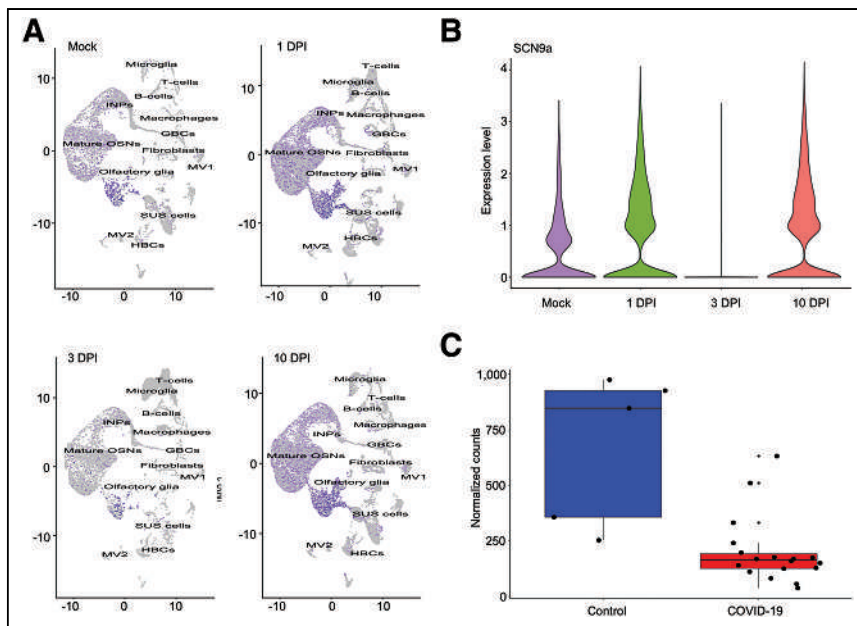 A
Mock
Microglia
T-cells
B-cells
INPs
Macrophages
GBCs
Mature OSNs
Fibroblasts
MV1
Olfactory glia
SUS cells
MV2
HBCs
10
0
-10
-10
0
10
1 DPI
T-cells
Microglia
B-cells
INPs
Macrophages
GBCs
Mature OSNs
Fibroblasts
MV1
Olfactory glia
SUS cells
MV2
HRCs
10
0
-10
-10
0
10
3 DPI
T-cells
Microglia
B-cells
INPs
Macrophages
GBCs
Mature OSNs
Fibroblasts
MV1
Olfactory glia
SUS cells
MV2
HBCs
10
0
-10
-10
0
10
10 DPI
Microglia
T-cells
B-cells
Macrophages
INPs
GBCs
Mature OSNs
Fibroblasts
MV1
Olfactory glia
SUS cells
MV2
HBCs
10
0
-10
-10
0
10
B
SCN9a
Expression level
4
3
2
1
0
Mock
1 DPI
3 DPI
10 DPI
C
Normalized counts
1,000
750
500
250
0
Control
COVID-19